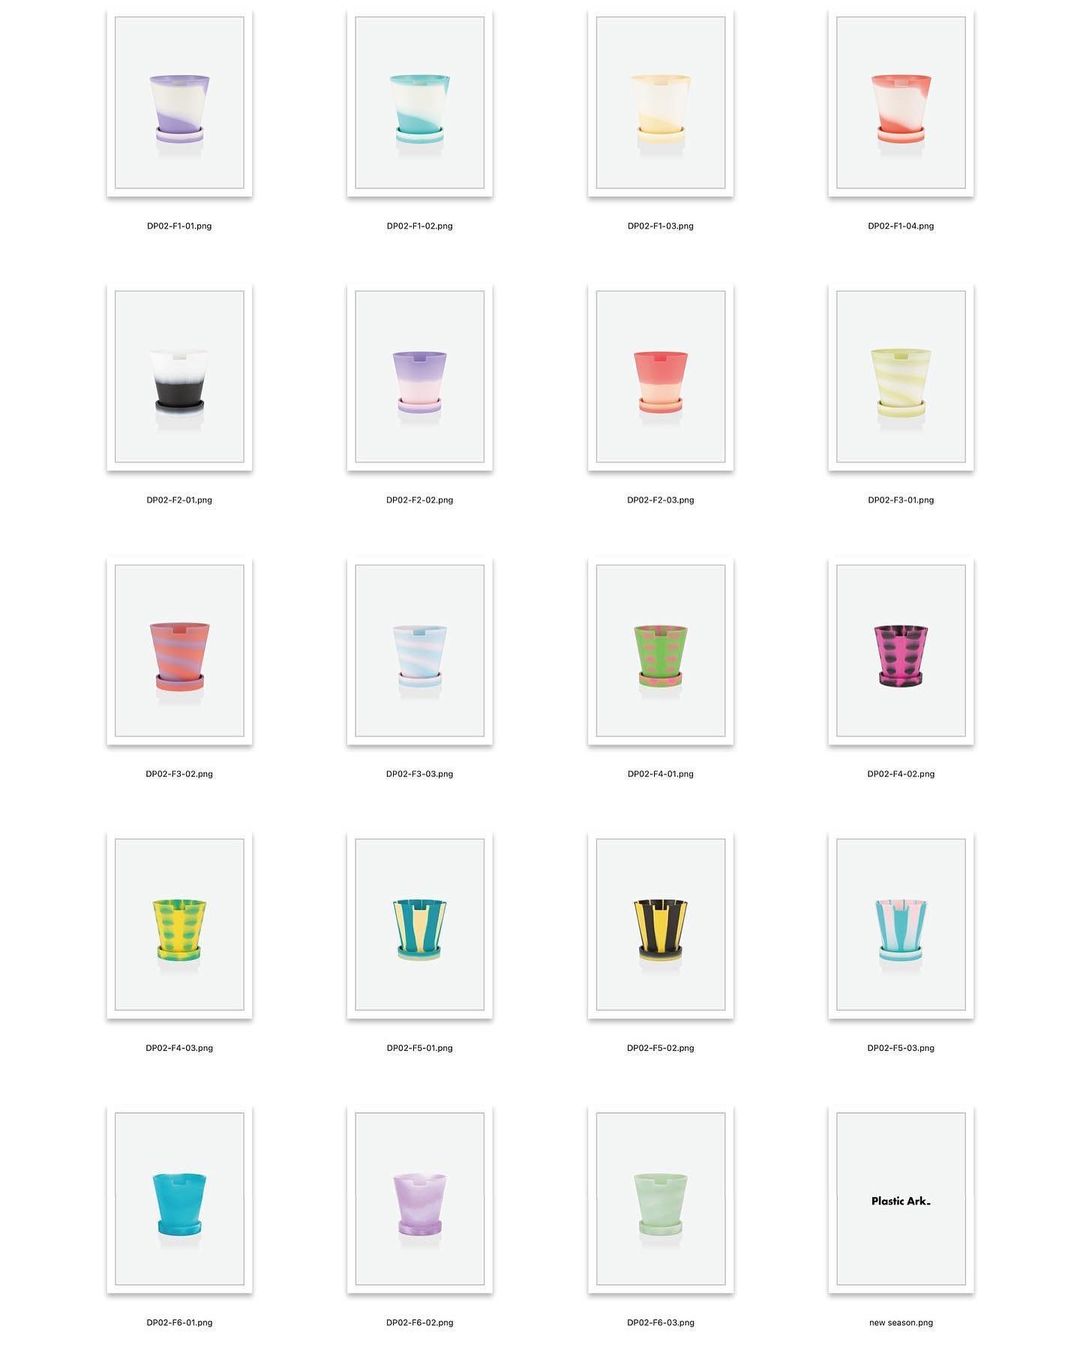 DP02-F1-01.png
DP02-F1-02.png
DP02-F1-03.png
DP02-F1-04.png
DP02-F2-01.png
DP02-F2-02.png
DP02-F2-03.png
DP02-F3-01.png
DP02-F3-02.png
DP02-F3-03.png
DP02-F4-01.png
DP02-F4-02.png
DP02-F4-03.png
DP02-F5-01.png
DP02-F5-02.png
DP02-F5-03.png
Plastic Ark.
DP02-F6-01.png
DP02-F6-02.png
DP02-F6-03.png
new season.png